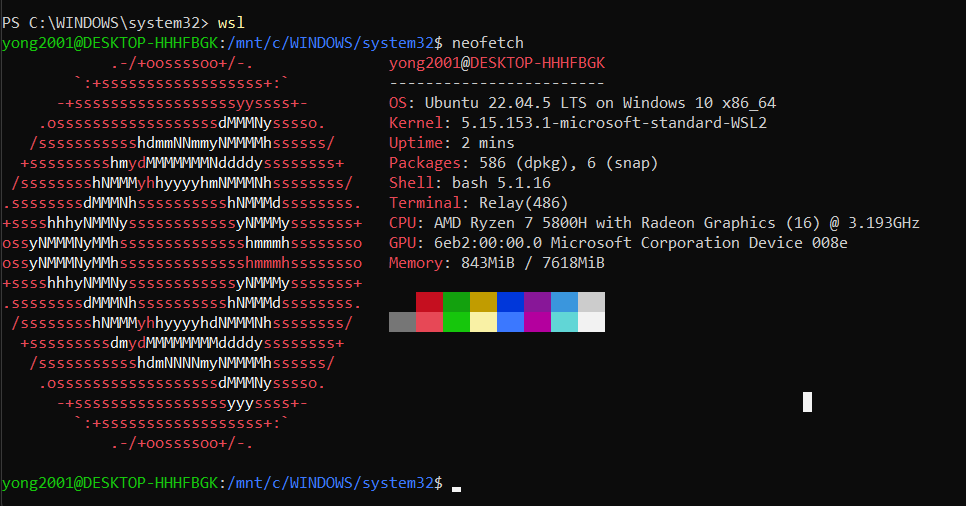 PS C:\WINDOWS\system32> wsl
yong2001@DESKTOP-HHHFBGK:/mnt/c/WINDOWS/system32$ neofetch
            .-/+oossssoo+/-.               yong2001@DESKTOP-HHHFBGK
        `:+ssssssssssssssssss+:`           ------------------------
      -+ssssssssssssssssssyyssss+-         OS: Ubuntu 22.04.5 LTS on Windows 10 x86_64
    .ossssssssssssssssssdMMMNysssso.       Kernel: 5.15.153.1-microsoft-standard-WSL2
   /ssssssssssshdmmNNmmyNMMMMhssssss/      Uptime: 2 mins
  +ssssssssshmydMMMMMMMNddddyssssssss+     Packages: 586 (dpkg), 6 (snap)
 /sssssssshNMMMyhhyyyyhmNMMMNhssssssss/    Shell: bash 5.1.16
.ssssssssdMMMNhsssssssssshNMMMdssssssss.   Terminal: Relay(486)
+sssshhhyNMMNyssssssssssssyNMMMysssssss+   CPU: AMD Ryzen 7 5800H with Radeon Graphics (16) @ 3.193GHz
ossyNMMMNyMMhsssssssssssssshmmmhssssssso   GPU: 6eb2:00:00.0 Microsoft Corporation Device 008e
ossyNMMMNyMMhsssssssssssssshmmmhssssssso   Memory: 843MiB / 7618MiB
+sssshhhyNMMNyssssssssssssyNMMMysssssss+
.ssssssssdMMMNhsssssssssshNMMMdssssssss.
 /sssssssshNMMMyhhyyyyhdNMMMNhssssssss/
  +sssssssssdmydMMMMMMMMddddyssssssss+
   /ssssssssssshdmNNNNmyNMMMMhssssss/
    .ossssssssssssssssssdMMMNysssso.
      -+sssssssssssssssssyyyssss+-
        `:+ssssssssssssssssss+:`
            .-/+oossssoo+/-.
yong2001@DESKTOP-HHHFBGK:/mnt/c/WINDOWS/system32$